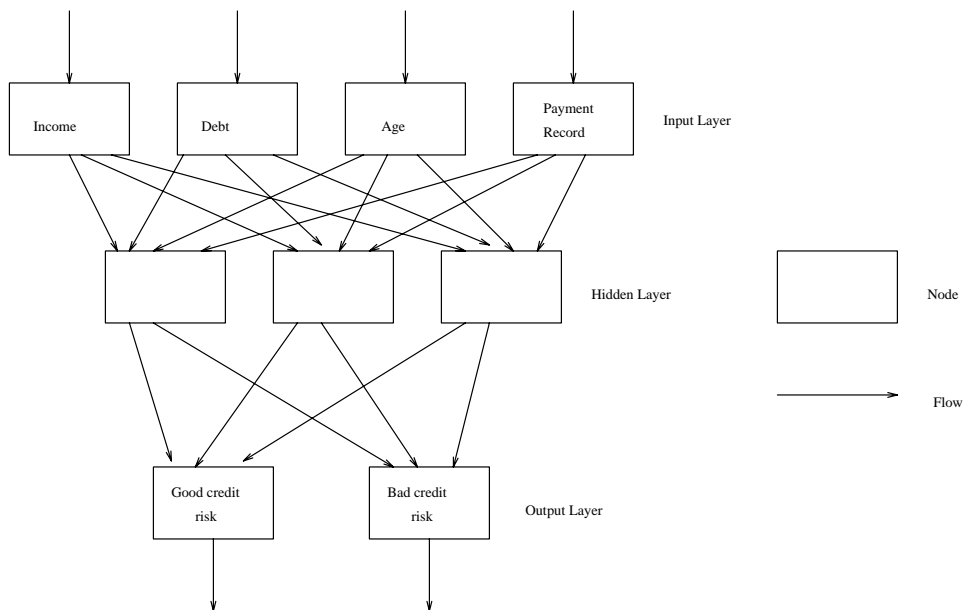 Income
Debt
Age
Payment
Record
Input Layer
Hidden Layer
Node
Flow
Good credit
risk
Bad credit
risk
Output Layer